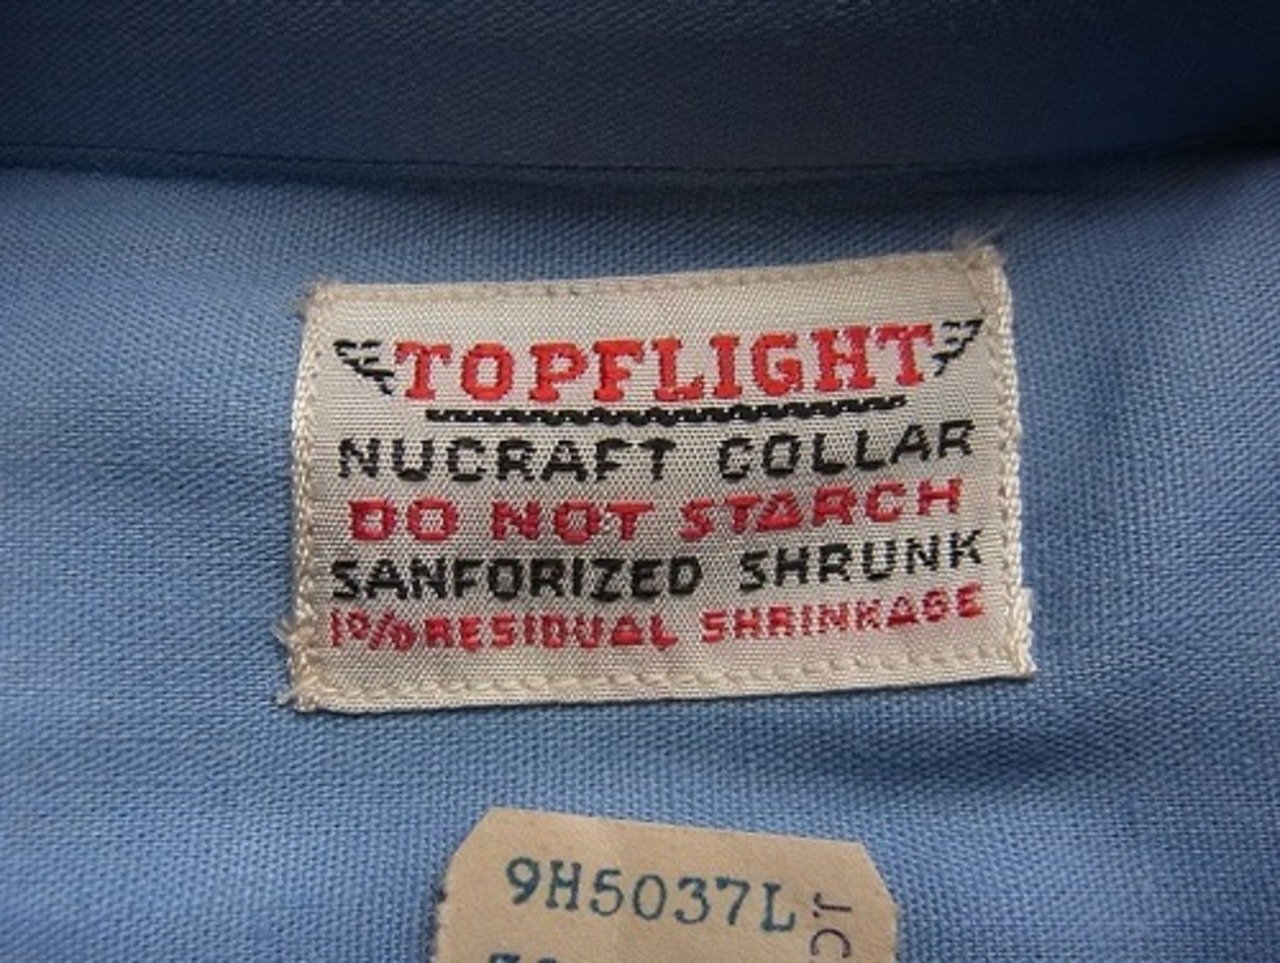 TOPFLIGHT
NUCRAFT COLLAR
DO NOT STARCH
SANFORIZED SHRUNK
1% RESIDUAL SHRINKAGE
9H5037L
J.C